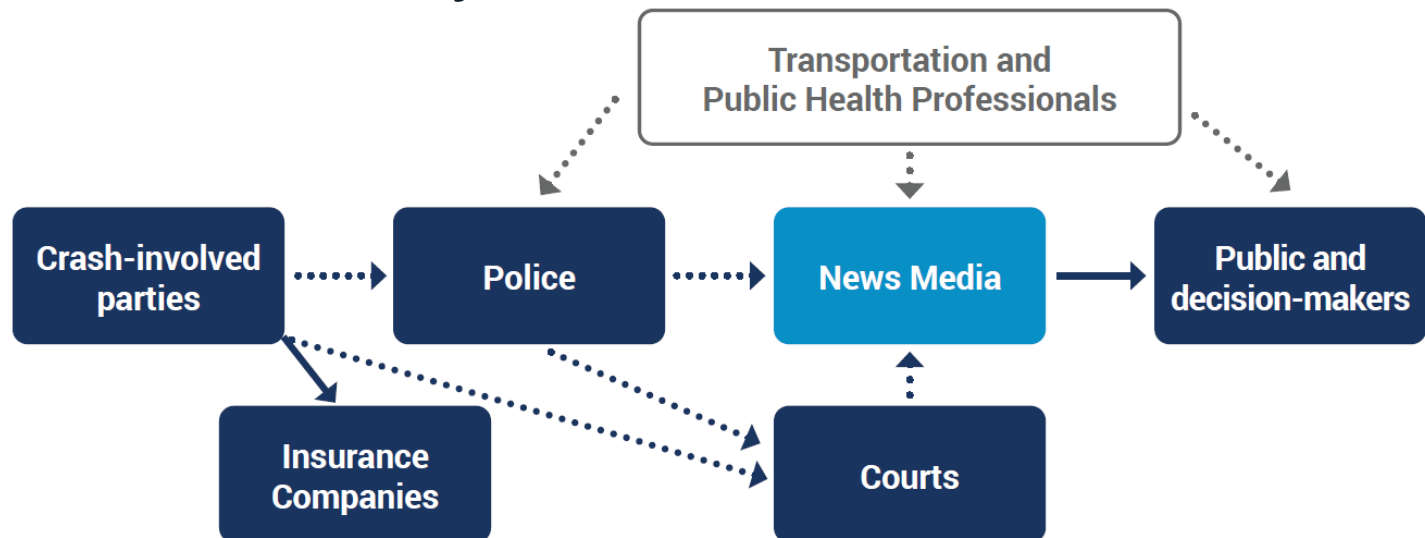 Transportation and
Public Health Professionals
Crash-involved
parties
Police
News Media
Public and
decision-makers
Insurance
Companies
Courts